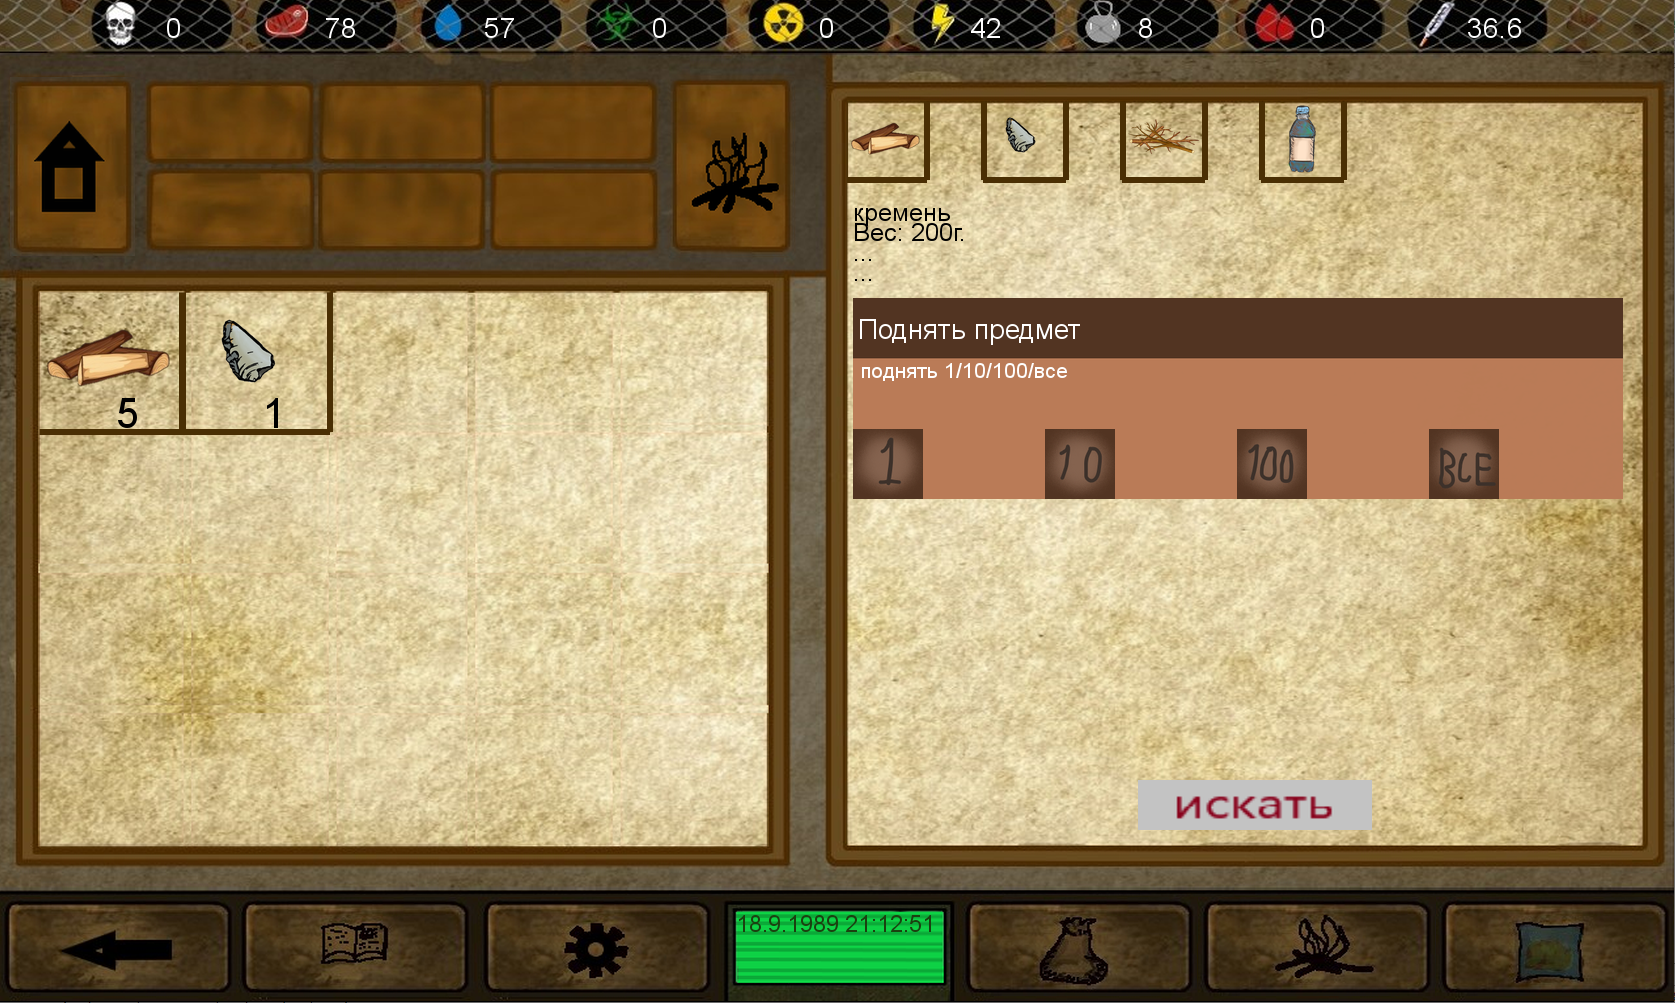 0 78 57 0 0 42 8 0 36.6
кремень
Вес: 200г.
...
...
Поднять предмет
поднять 1/10/100/все
1 10 100 ВСЕ
5 1
искать
18.9.1989 21:12:51